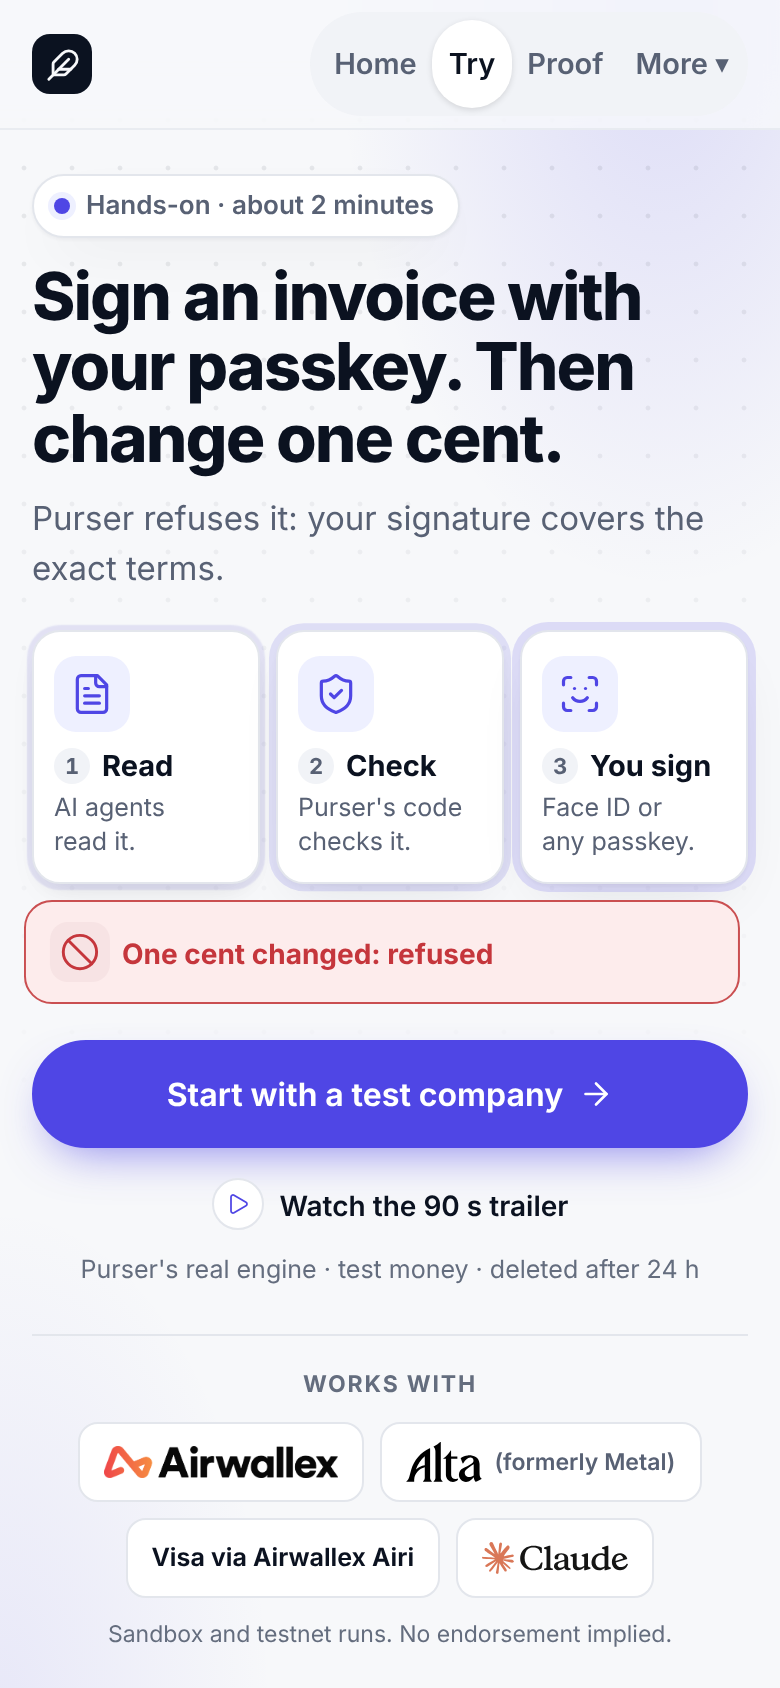 Home Try Proof More ▾
Hands-on · about 2 minutes
Sign an invoice with
your passkey. Then
change one cent.
Purser refuses it: your signature covers the
exact terms.
1 Read
AI agents
read it.
2 Check
Purser's code
checks it.
3 You sign
Face ID or
any passkey.
One cent changed: refused
Start with a test company →
Watch the 90 s trailer
Purser's real engine · test money · deleted after 24 h
WORKS WITH
Airwallex
Alta (formerly Metal)
Visa via Airwallex Airi
Claude
Sandbox and testnet runs. No endorsement implied.